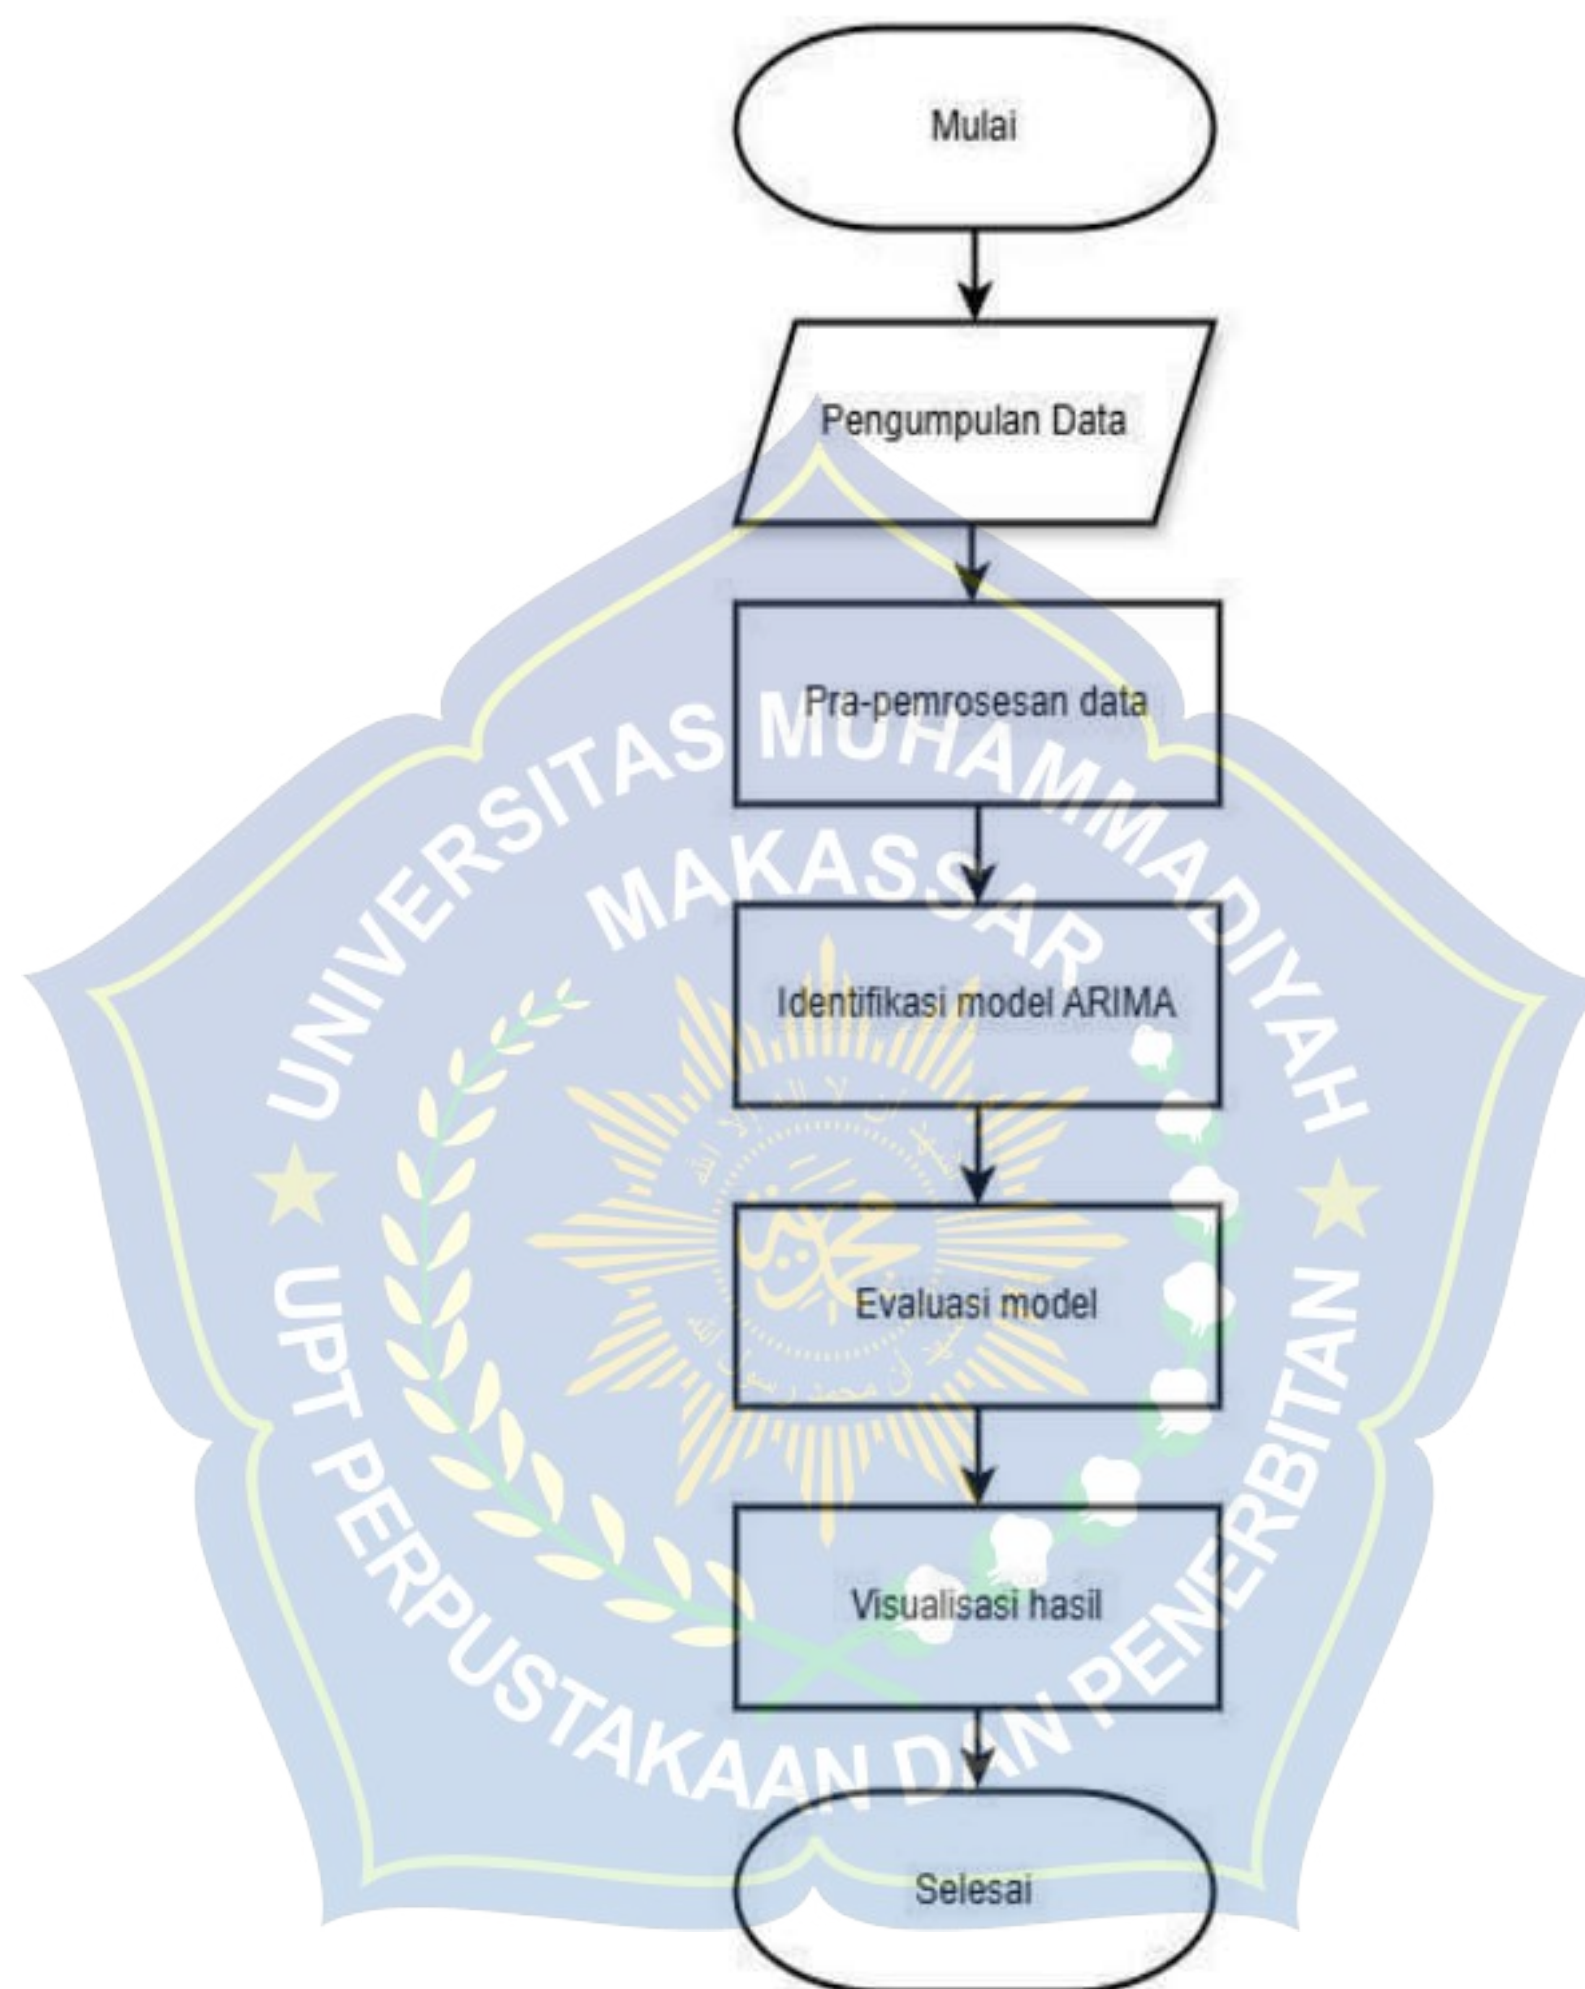 Mulai
Pengumpulan Data
Pra-pemrosesan data
UNIVERSITAS MUHAMMADIYAH
MAKASSAR
Identifikasi model ARIMA
Evaluasi model
Visualisasi hasil
UPT PERPUSTAKAAN DAN PENERBITAN
Selesai